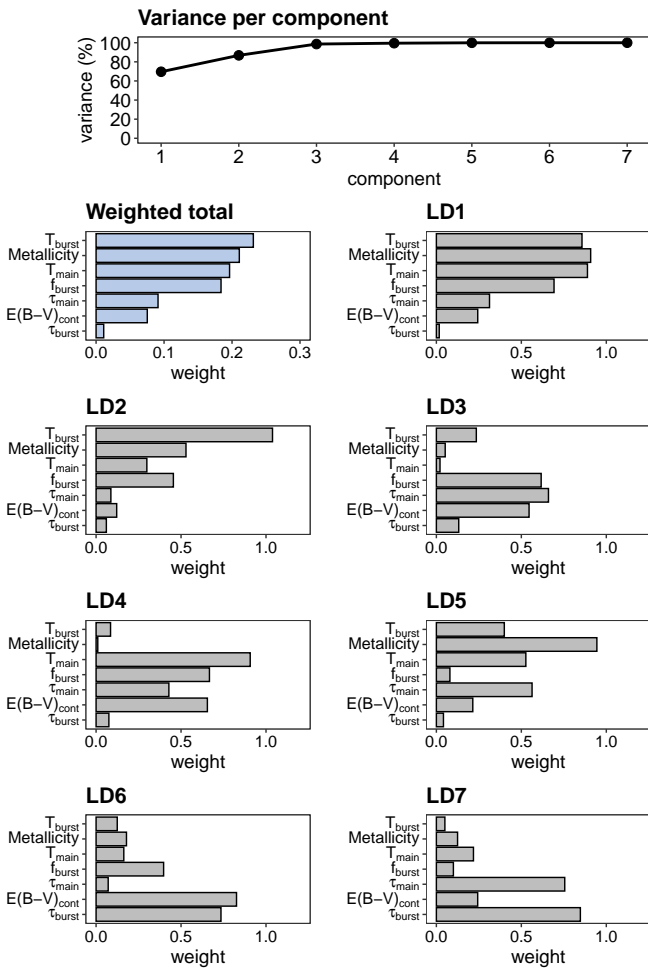 Variance per component
variance (%)
100
80
60
40
20
0
1 2 3 4 5 6 7
component
Weighted total
T_burst
Metallicity
T_main
f_burst
τ_main
E(B−V)_cont
τ_burst
0.0 0.1 0.2 0.3
weight
LD1
T_burst
Metallicity
T_main
f_burst
τ_main
E(B−V)_cont
τ_burst
0.0 0.5 1.0
weight
LD2
T_burst
Metallicity
T_main
f_burst
τ_main
E(B−V)_cont
τ_burst
0.0 0.5 1.0
weight
LD3
T_burst
Metallicity
T_main
f_burst
τ_main
E(B−V)_cont
τ_burst
0.0 0.5 1.0
weight
LD4
T_burst
Metallicity
T_main
f_burst
τ_main
E(B−V)_cont
τ_burst
0.0 0.5 1.0
weight
LD5
T_burst
Metallicity
T_main
f_burst
τ_main
E(B−V)_cont
τ_burst
0.0 0.5 1.0
weight
LD6
T_burst
Metallicity
T_main
f_burst
τ_main
E(B−V)_cont
τ_burst
0.0 0.5 1.0
weight
LD7
T_burst
Metallicity
T_main
f_burst
τ_main
E(B−V)_cont
τ_burst
0.0 0.5 1.0
weight